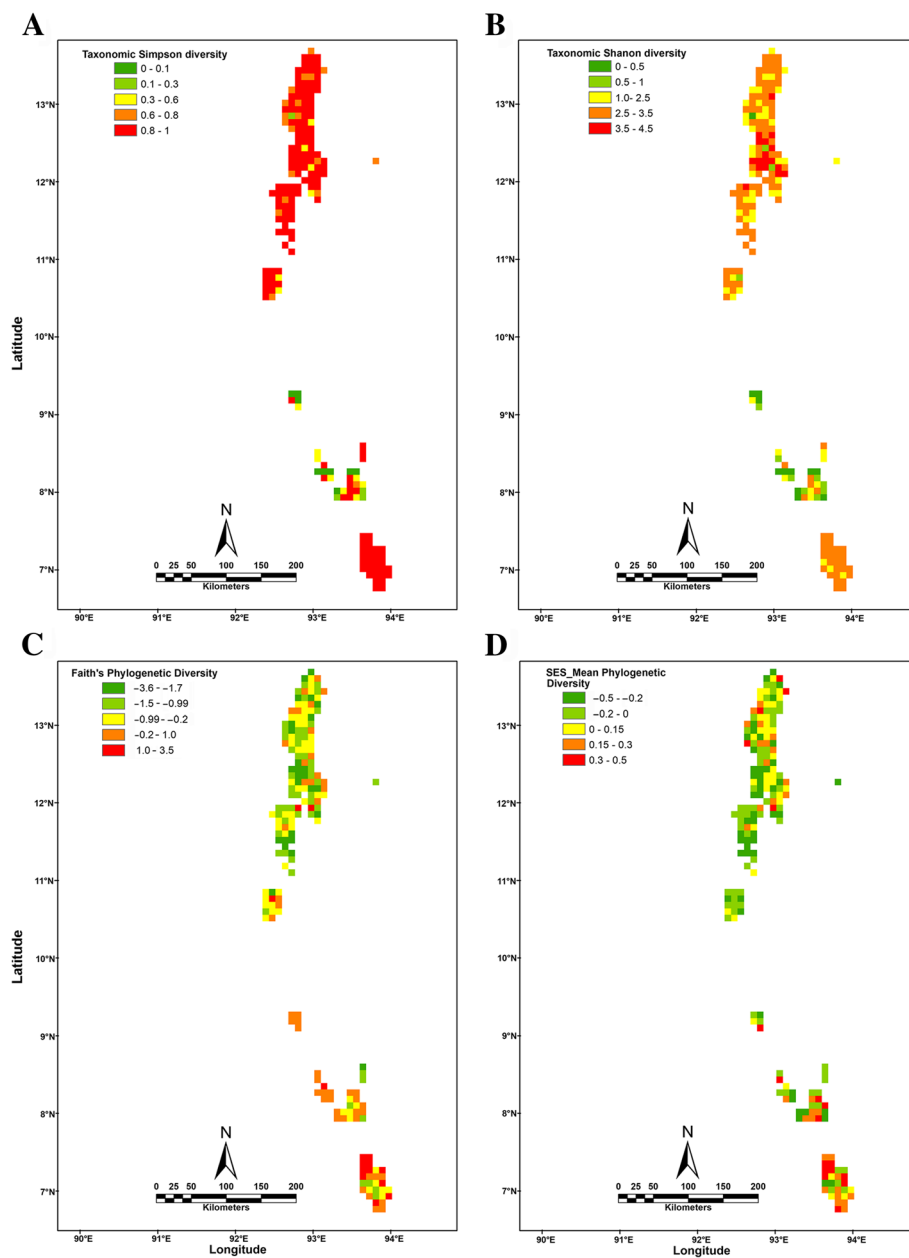 A
Taxonomic Simpson diversity
0 - 0.1
0.1 - 0.3
0.3 - 0.6
0.6 - 0.8
0.8 - 1
13°N
12°N
11°N
10°N
9°N
8°N
7°N
Latitude
N
0 25 50 100 150 200
Kilometers
90°E 91°E 92°E 93°E 94°E
B
Taxonomic Shanon diversity
0 - 0.5
0.5 - 1
1.0- 2.5
2.5 - 3.5
3.5 - 4.5
13°N
12°N
11°N
10°N
9°N
8°N
7°N
N
0 25 50 100 150 200
Kilometers
90°E 91°E 92°E 93°E 94°E
C
Faith's Phylogenetic Diversity
−3.6 - −1.7
−1.5 - −0.99
−0.99 - −0.2
−0.2 - 1.0
1.0 - 3.5
13°N
12°N
11°N
10°N
9°N
8°N
7°N
Latitude
N
0 25 50 100 150 200
Kilometers
90°E 91°E 92°E 93°E 94°E
Longitude
D
SES_Mean Phylogenetic
Diversity
−0.5 - −0.2
−0.2 - 0
0 - 0.15
0.15 - 0.3
0.3 - 0.5
13°N
12°N
11°N
10°N
9°N
8°N
7°N
N
0 25 50 100 150 200
Kilometers
90°E 91°E 92°E 93°E 94°E
Longitude